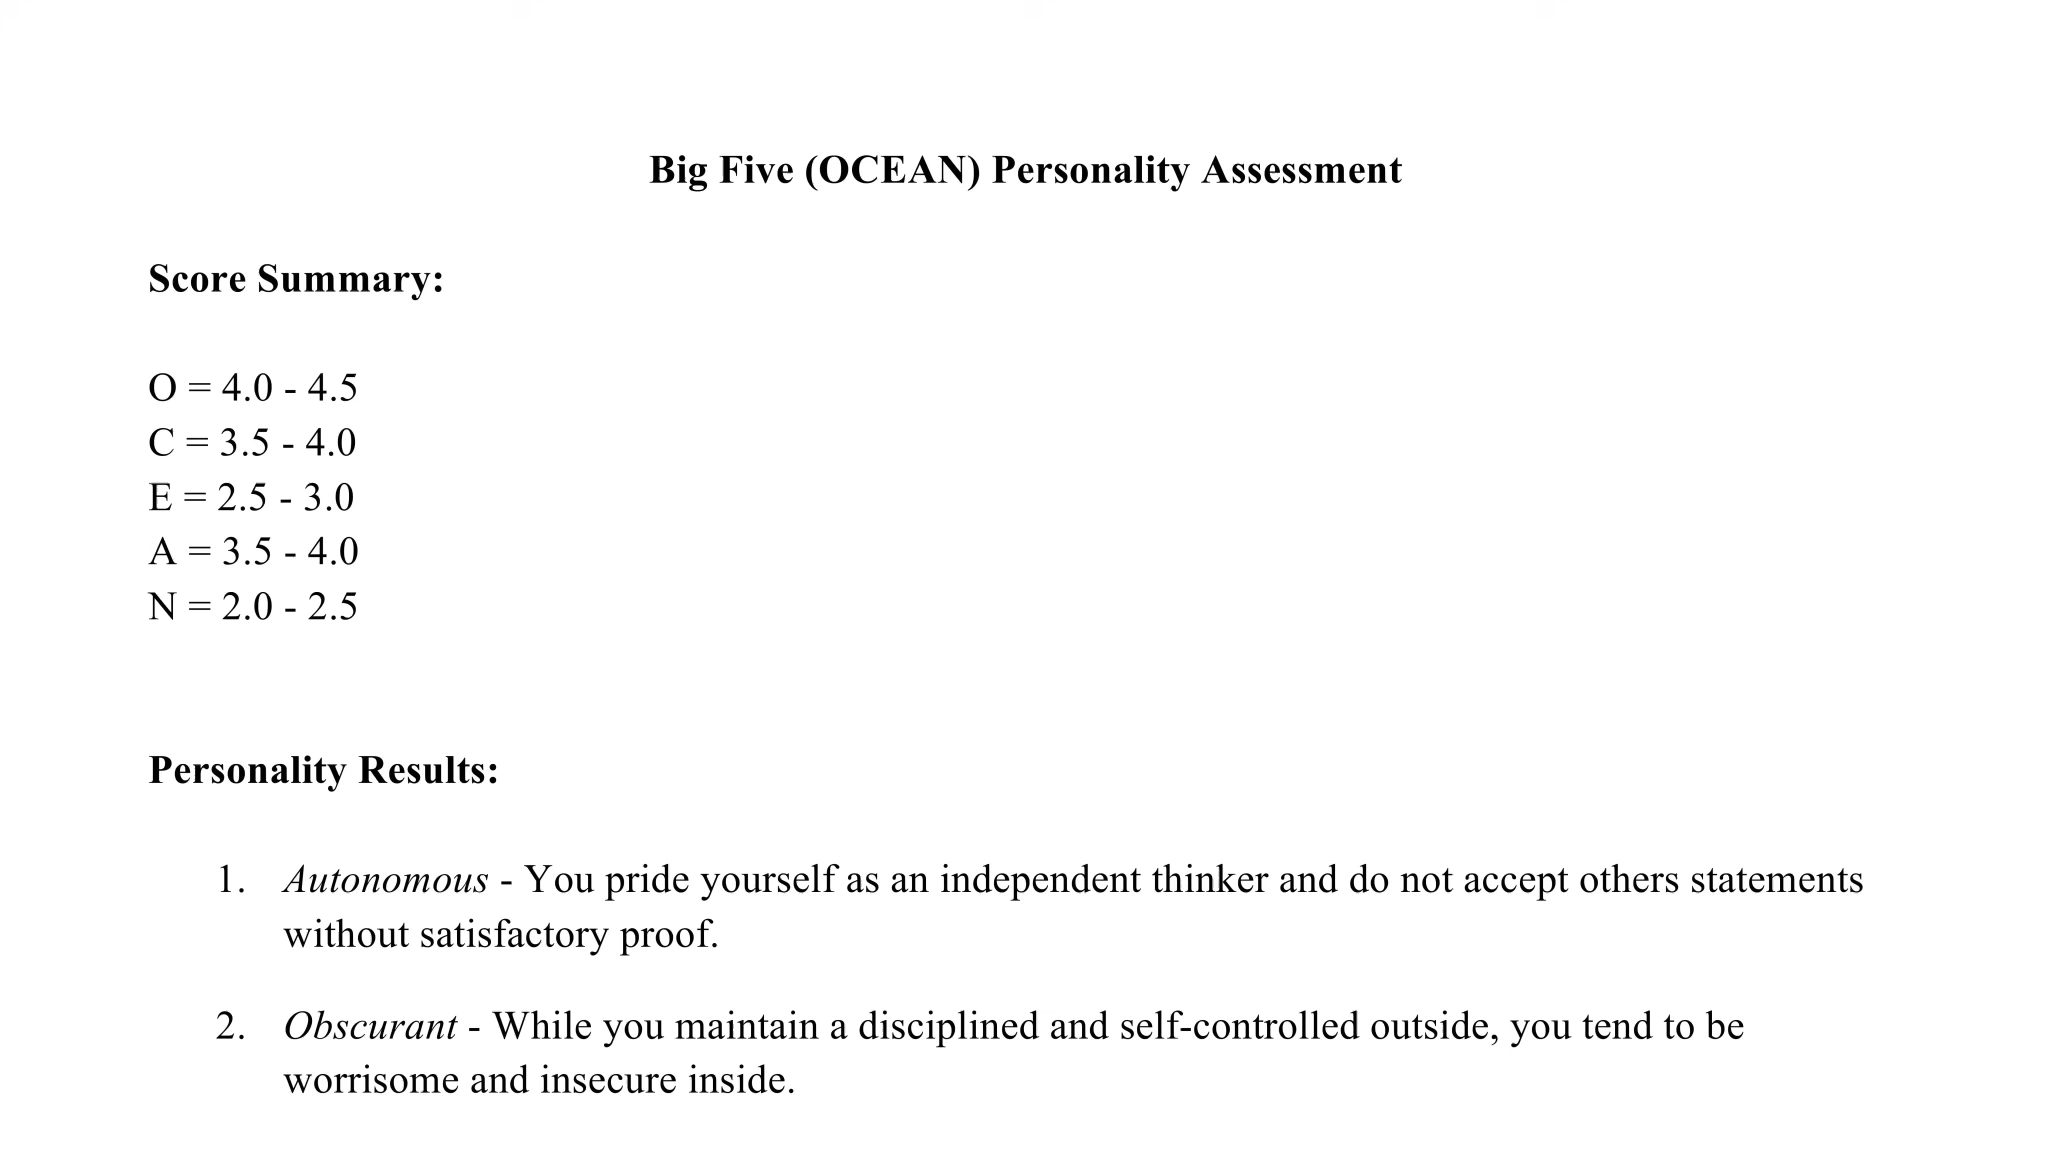 Big Five (OCEAN) Personality Assessment
Score Summary:
O = 4.0 - 4.5
C = 3.5 - 4.0
E = 2.5 - 3.0
A = 3.5 - 4.0
N = 2.0 - 2.5
Personality Results:
1. Autonomous - You pride yourself as an independent thinker and do not accept others statements
without satisfactory proof.
2. Obscurant - While you maintain a disciplined and self-controlled outside, you tend to be
worrisome and insecure inside.